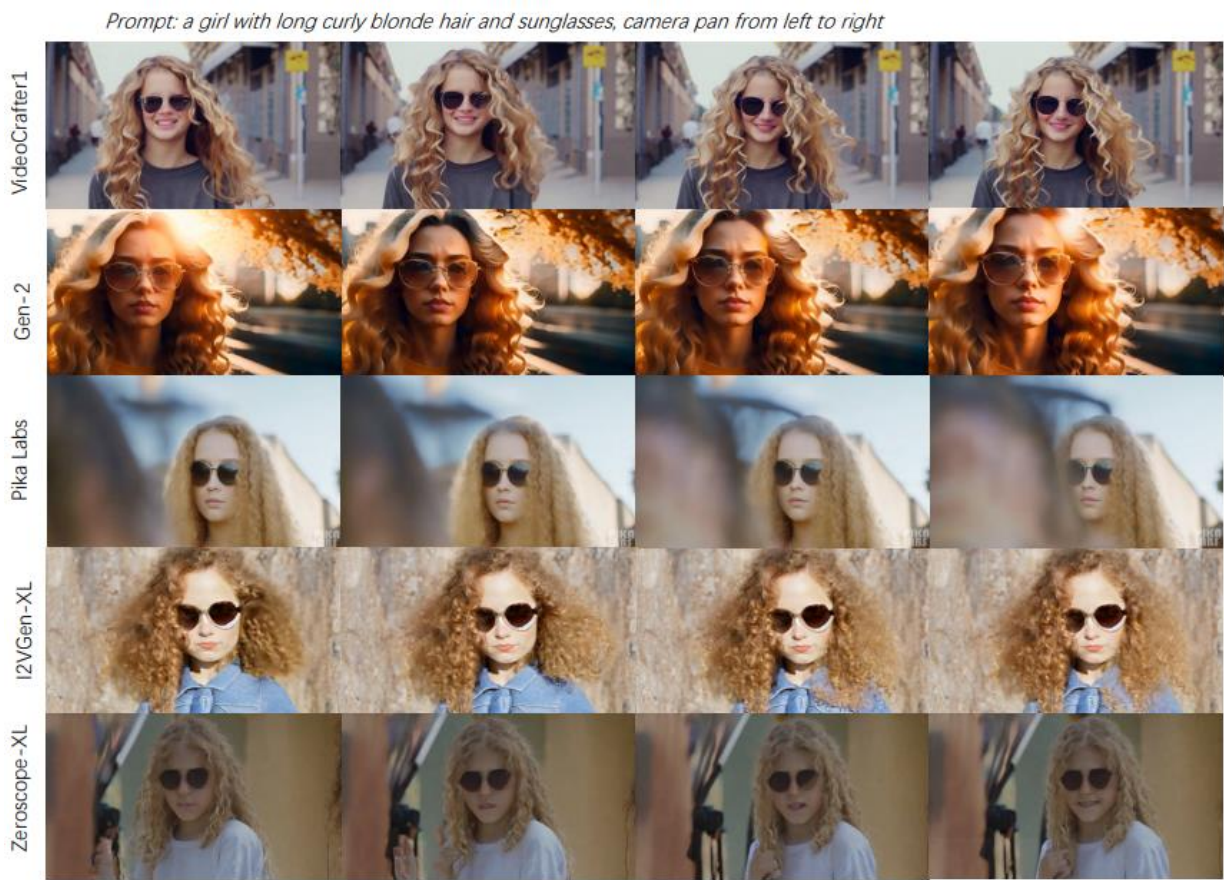 Prompt: a girl with long curly blonde hair and sunglasses, camera pan from left to right
VideoCrafter1
Gen-2
Pika Labs
I2VGen-XL
Zeroscope-XL